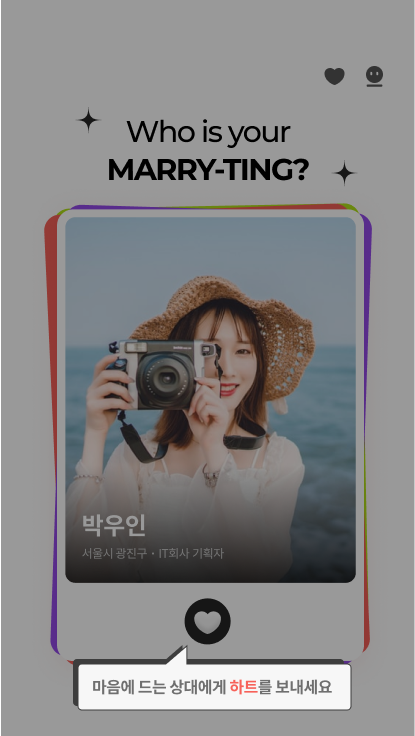 Who is your
MARRY-TING?
박우인
서울시 광진구 · IT회사 기획자
마음에 드는 상대에게 하트를 보내세요